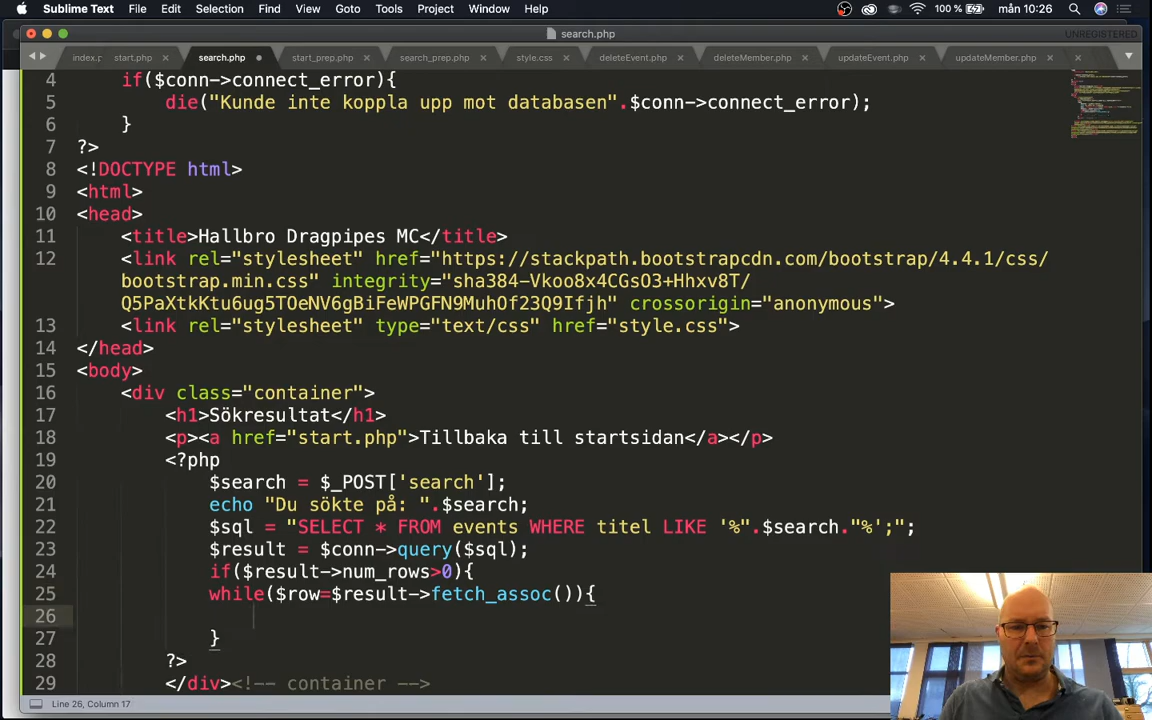 Sublime Text File Edit Selection Find View Goto Tools Project Window Help 100 % mån 10:26
search.php UNREGISTERED
index.p start.php search.php start_prep.php search_prep.php style.css deleteEvent.php deleteMember.php updateEvent.php updateMember.php
4 if($conn->connect_error){
5 die("Kunde inte koppla upp mot databasen".$conn->connect_error);
6 }
7 ?>
8 <!DOCTYPE html>
9 <html>
10 <head>
11 <title>Hallbro Dragpipes MC</title>
12 <link rel="stylesheet" href="https://stackpath.bootstrapcdn.com/bootstrap/4.4.1/css/
bootstrap.min.css" integrity="sha384-Vkoo8x4CGsO3+Hhxv8T/
Q5PaXtkKtu6ug5TOeNV6gBiFeWPGFN9MuhOf23Q9Ifjh" crossorigin="anonymous">
13 <link rel="stylesheet" type="text/css" href="style.css">
14 </head>
15 <body>
16 <div class="container">
17 <h1>Sökresultat</h1>
18 <p><a href="start.php">Tillbaka till startsidan</a></p>
19 <?php
20 $search = $_POST['search'];
21 echo "Du sökte på: ".$search;
22 $sql = "SELECT * FROM events WHERE titel LIKE '%".$search."%';";
23 $result = $conn->query($sql);
24 if($result->num_rows>0){
25 while($row=$result->fetch_assoc()){
26
27 }
28 ?>
29 </div><!-- container -->
Line 26, Column 17